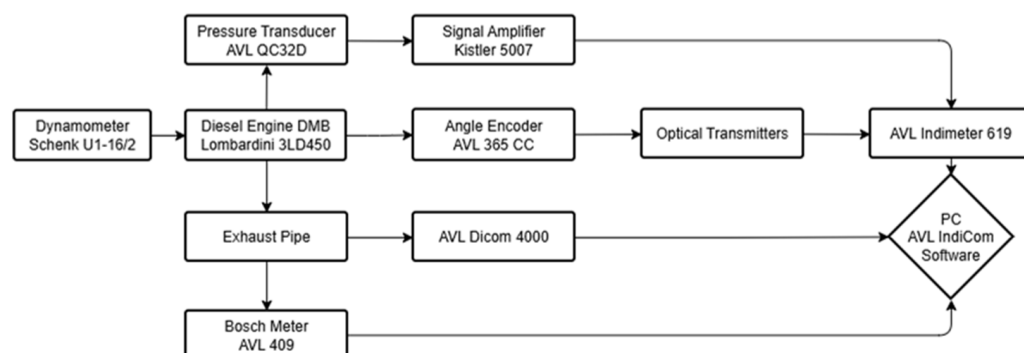 Pressure Transducer
AVL QC32D
Signal Amplifier
Kistler 5007
Dynamometer
Schenk U1-16/2
Diesel Engine DMB
Lombardini 3LD450
Angle Encoder
AVL 365 CC
Optical Transmitters
AVL Indimeter 619
Exhaust Pipe
AVL Dicom 4000
PC
AVL IndiCom
Software
Bosch Meter
AVL 409